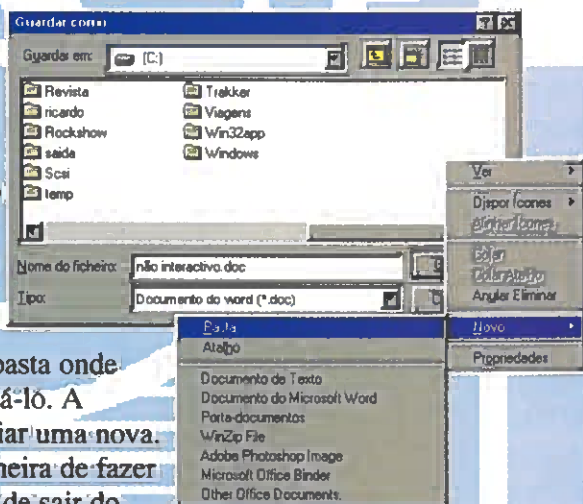 Guardar como
Guardar em: (C:)
Revista
ricardo
Rockshow
saida
Scsi
temp
Trakker
Viagens
Win32app
Windows
Nome do ficheiro: não interactivo.doc
Tipo: Documento do word (*.doc)
Ver
Dispor ícones
Alinhar ícones
Colar
Colar Atalho
Anular Eliminar
Novo
Propriedades
Pasta
Atalho
Documento de Texto
Documento do Microsoft Word
Porta-documentos
WinZip File
Adobe Photoshop Image
Microsoft Office Binder
Other Office Documents.
pasta onde
á-lo. A
iar uma nova.
neira de fazer
de sair do